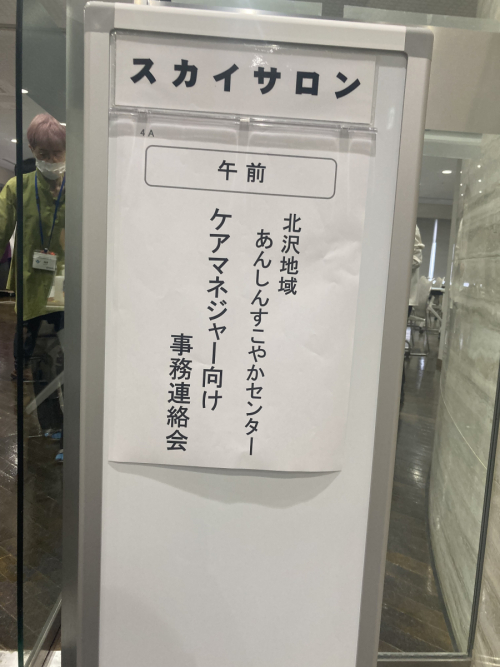 スカイサロン
4A
午前
北沢地域
あんしんすこやかセンター
ケアマネジャー向け
事務連絡会